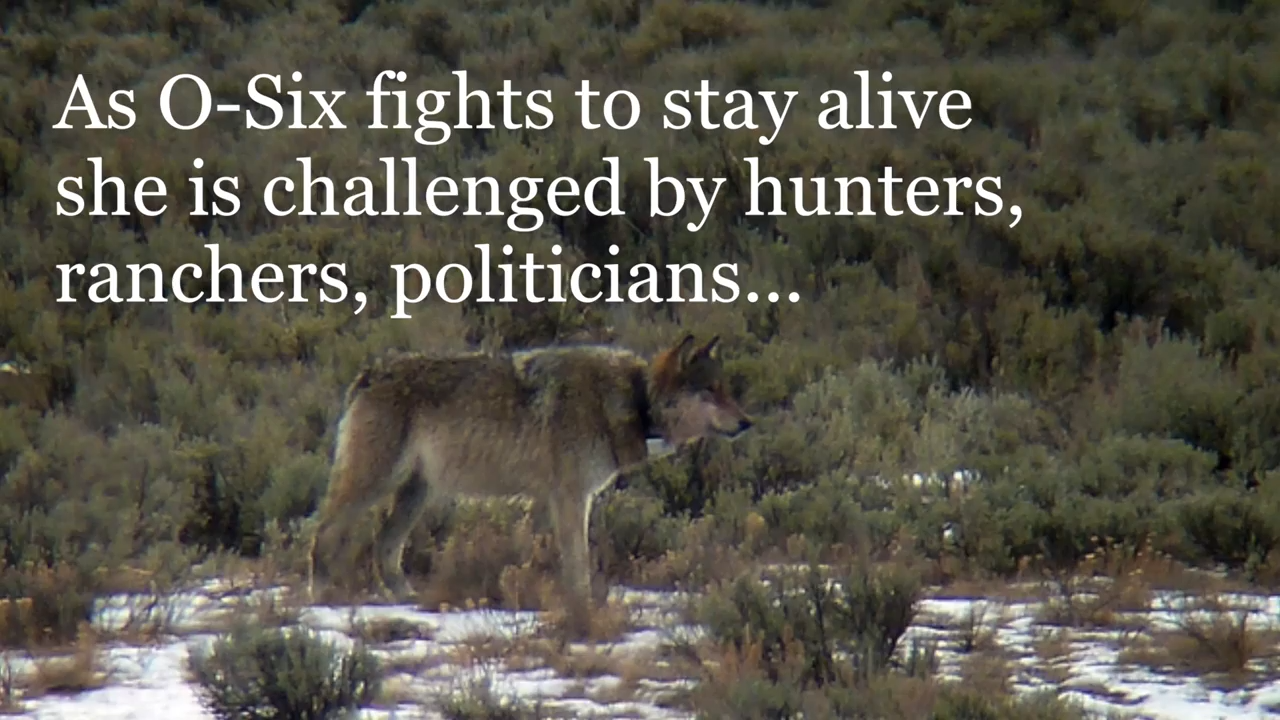 As O-Six fights to stay alive
she is challenged by hunters,
ranchers, politicians...